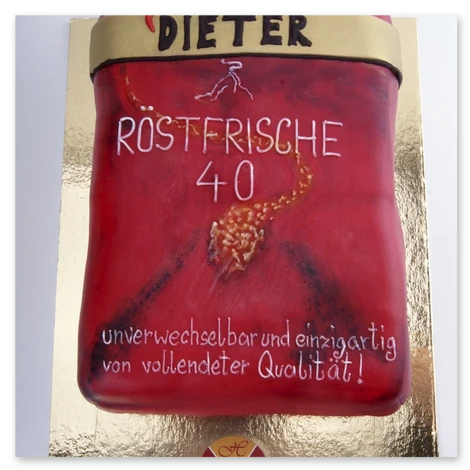 DIETER
RÖSTFRISCHE
40
unverwechselbar und einzigartig
von vollendeter Qualität!
H